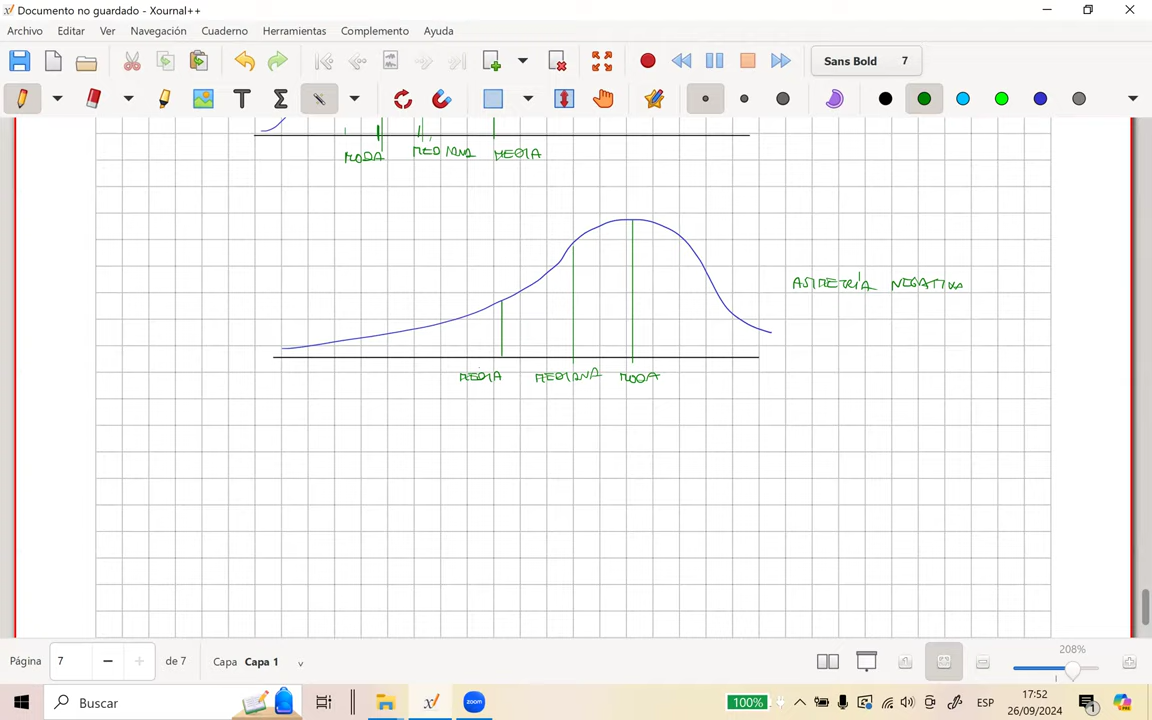 Documento no guardado - Xournal++
Archivo Editar Ver Navegación Cuaderno Herramientas Complemento Ayuda
Sans Bold 7
MODA MEDIANA MEDIA
ASIMETRÍA NEGATIVA
MEDIA MEDIANA MODA
Página 7 de 7 Capa Capa 1 208%
Buscar zoom 100% ESP 17:52
26/09/2024 1